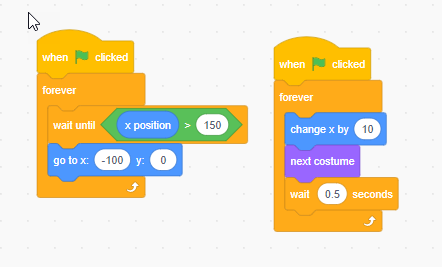 when clicked
forever
wait until x position > 150
go to x: -100 y: 0
when clicked
forever
change x by 10
next costume
wait 0.5 seconds